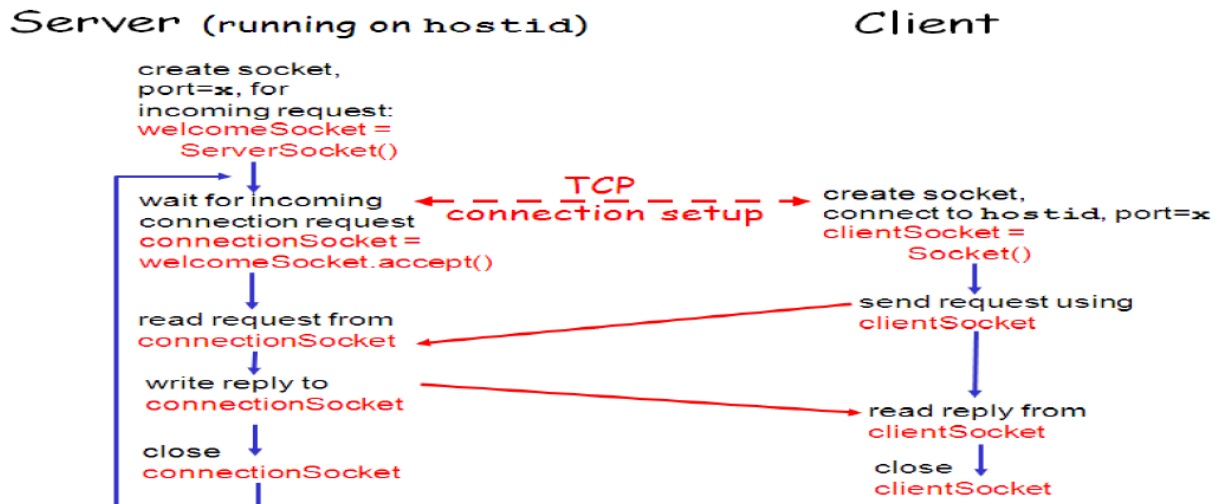 Server (running on hostid)
Client
create socket,
port=x, for
incoming request:
welcomeSocket =
ServerSocket()
wait for incoming
connection request
connectionSocket =
welcomeSocket.accept()
TCP
connection setup
create socket,
connect to hostid, port=x
clientSocket =
Socket()
send request using
clientSocket
read request from
connectionSocket
write reply to
connectionSocket
read reply from
clientSocket
close
connectionSocket
close
clientSocket